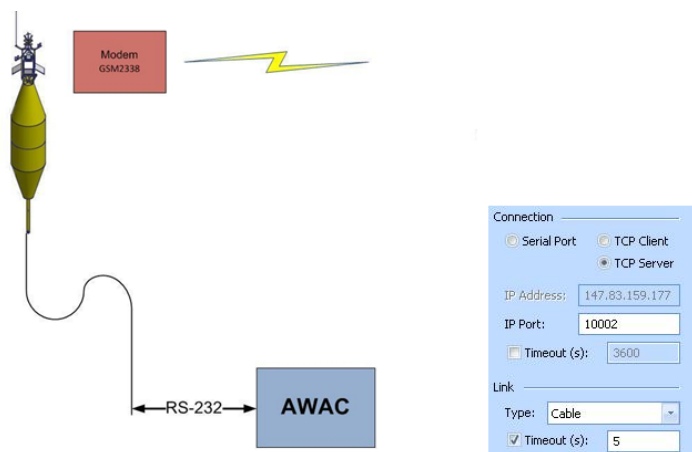 Modem
GSM2338
RS-232
AWAC
Connection
Serial Port
TCP Client
TCP Server
IP Address: 147.83.159.177
IP Port: 10002
Timeout (s): 3600
Link
Type: Cable
Timeout (s): 5